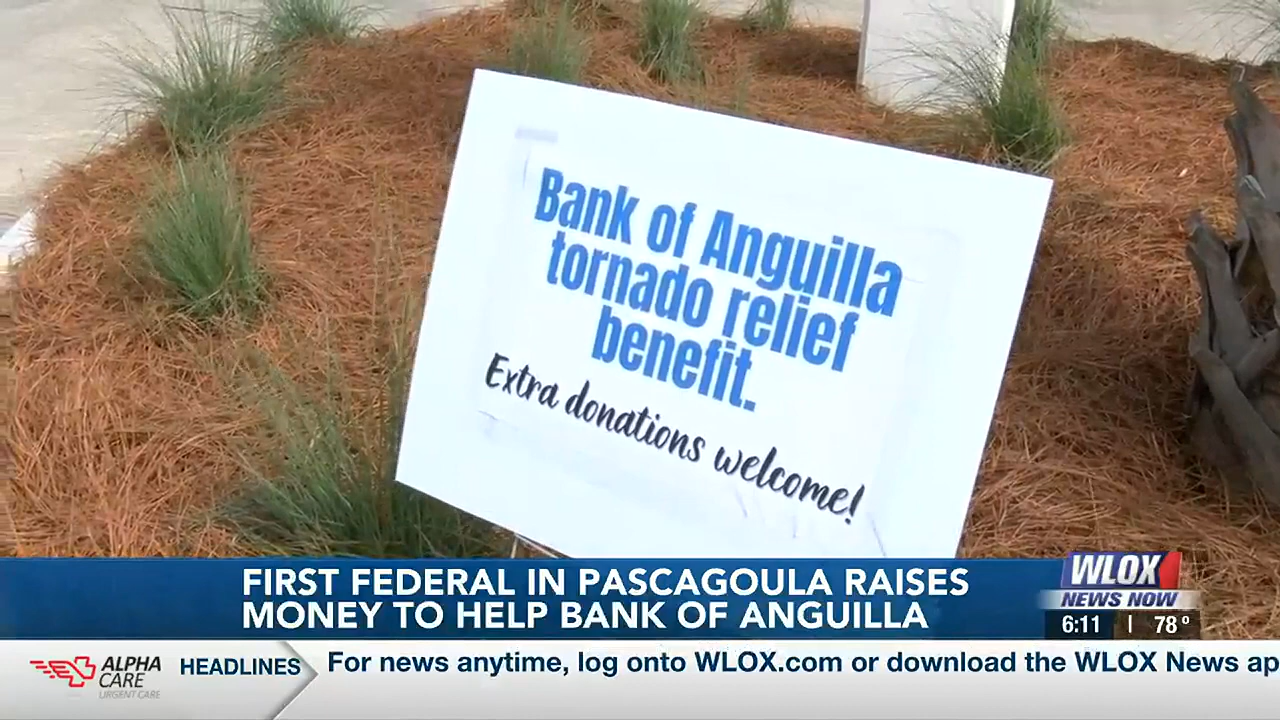 Bank of Anguilla
tornado relief
benefit.
Extra donations welcome!
FIRST FEDERAL IN PASCAGOULA RAISES
MONEY TO HELP BANK OF ANGUILLA
WLOX
NEWS NOW
6:11 | 78°
ALPHA
CARE
URGENT CARE
HEADLINES
For news anytime, log onto WLOX.com or download the WLOX News ap